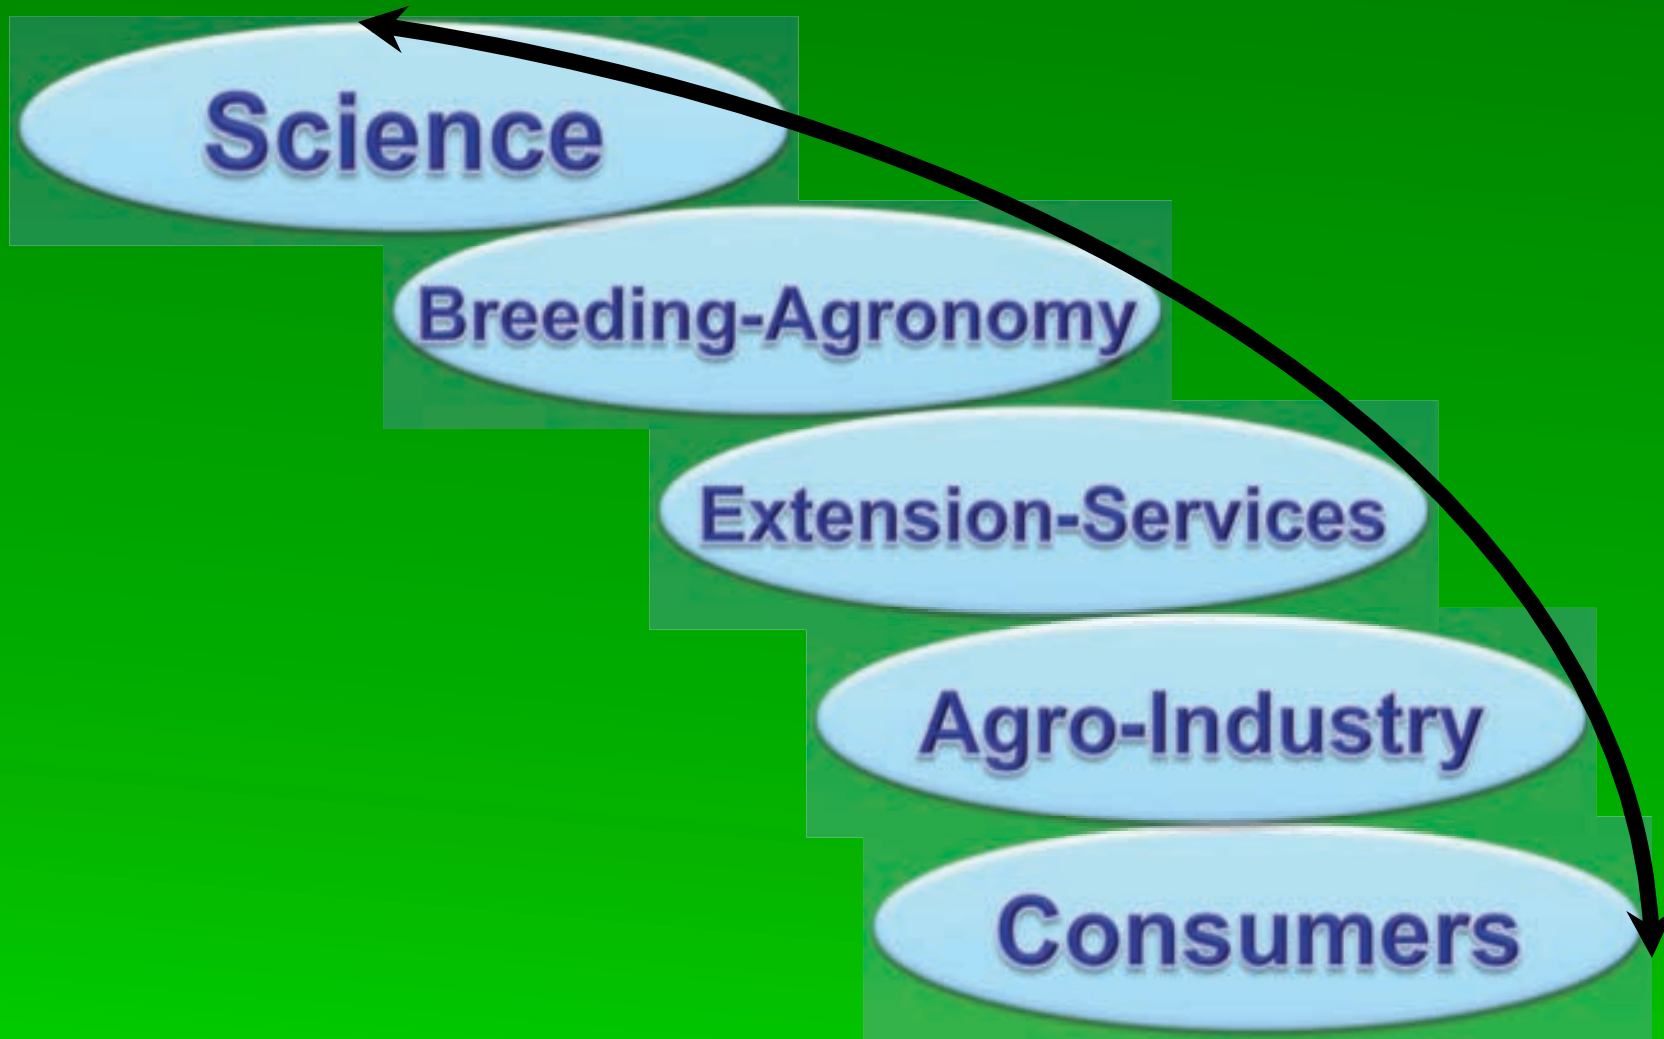 Science
Breeding-Agronomy
Extension-Services
Agro-Industry
Consumers